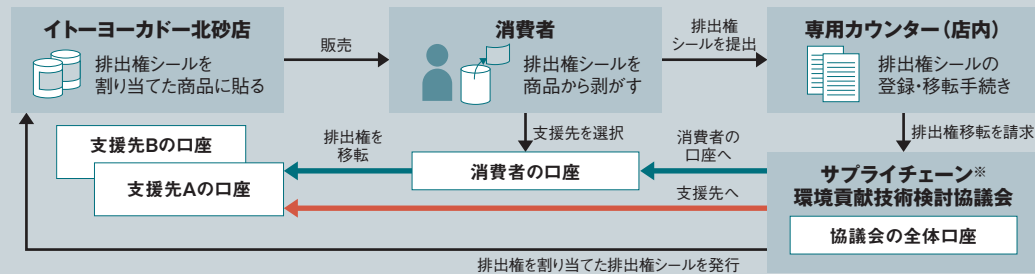 イトーヨーカドー北砂店
排出権シールを
割り当てた商品に貼る
販売
消費者
排出権シールを
商品から剥がす
排出権
シールを提出
専用カウンター（店内）
排出権シールの
登録・移転手続き
支援先Bの口座
支援先Aの口座
排出権を
移転
支援先を選択
消費者の口座
消費者の
口座へ
支援先へ
排出権移転を請求
サプライチェーン※
環境貢献技術検討協議会
協議会の全体口座
排出権を割り当てた排出権シールを発行